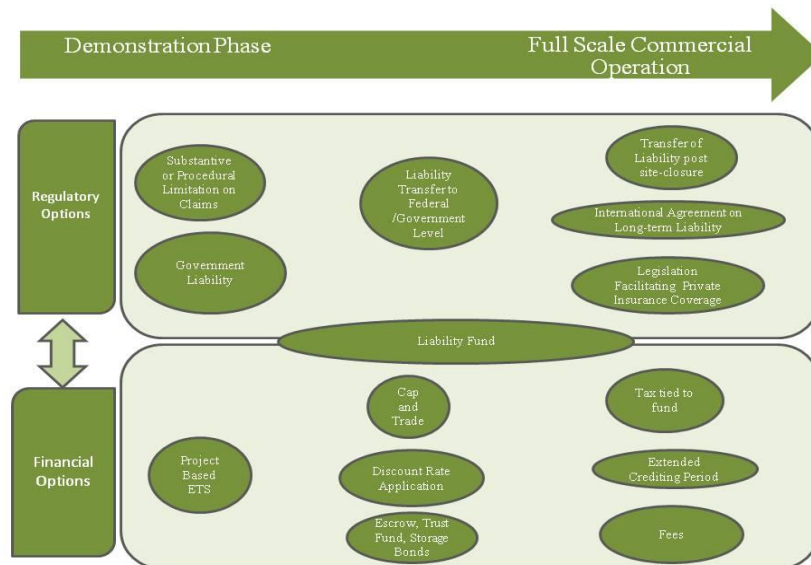 Demonstration Phase
Full Scale Commercial
Operation
Regulatory
Options
Substantive
or Procedural
Limitation on
Claims
Government
Liability
Liability
Transfer to
Federal
/Government
Level
Transfer of
Liability post
site-closure
International Agreement on
Long-term Liability
Legislation
Facilitating Private
Insurance Coverage
Liability Fund
Financial
Options
Project
Based
ETS
Cap
and
Trade
Discount Rate
Application
Escrow, Trust
Fund, Storage
Bonds
Tax tied to
fund
Extended
Crediting Period
Fees